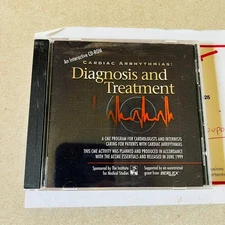 An Interactive CD-ROM
CARDIAC ARRHYTHMIAS:
Diagnosis and
Treatment
A CME PROGRAM FOR CARDIOLOGISTS AND INTERNISTS
CARING FOR PATIENTS WITH CARDIAC ARRHYTHMIAS
THIS CME ACTIVITY WAS PLANNED AND PRODUCED IN ACCORDANCE
WITH THE ACCME ESSENTIALS AND RELEASED IN JUNE 1999
Sponsored by The Institute
for Medical Studies
Supported by an unrestricted
grant from BERLEX
26